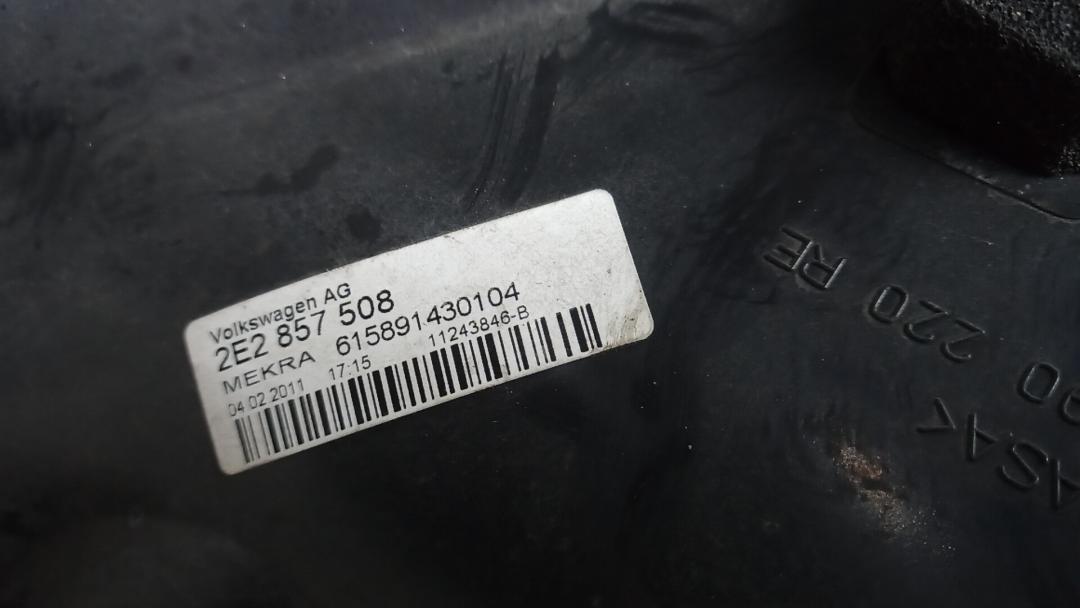 Volkswagen AG
2E2 857 508
MEKRA 615891430104
04.02.2011 17:15 11243846-B
220 RE